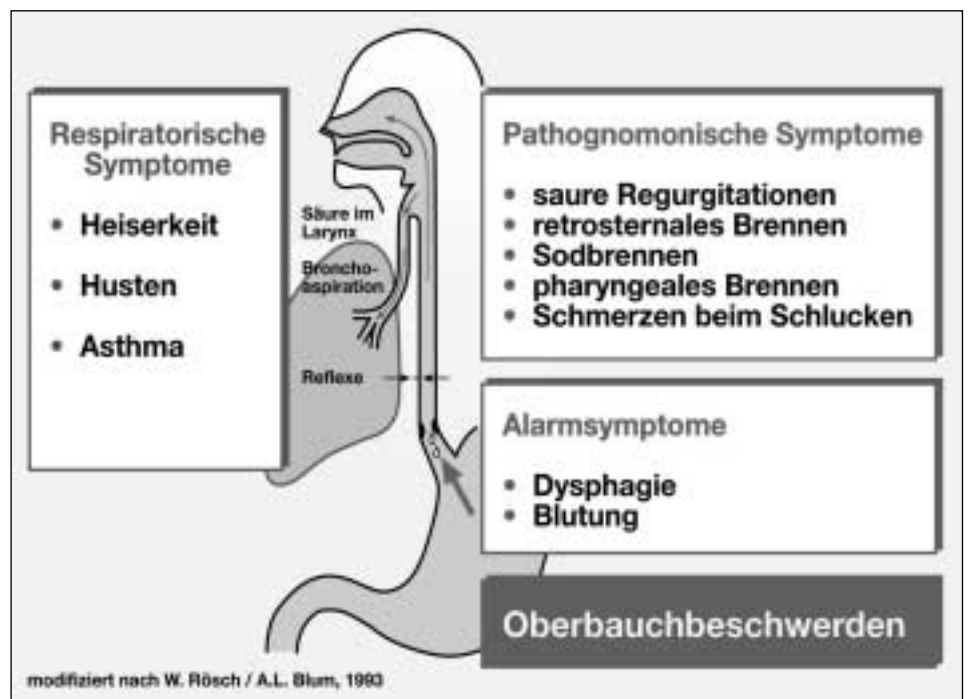 Respiratorische
Symptome
• Heiserkeit
• Husten
• Asthma
Säure im
Larynx
Broncho-
aspiration
Reflexe
Pathognomonische Symptome
• saure Regurgitationen
• retrosternales Brennen
• Sodbrennen
• pharyngeales Brennen
• Schmerzen beim Schlucken
Alarmsymptome
• Dysphagie
• Blutung
Oberbauchbeschwerden
modifiziert nach W. Rösch / A.L. Blum, 1993